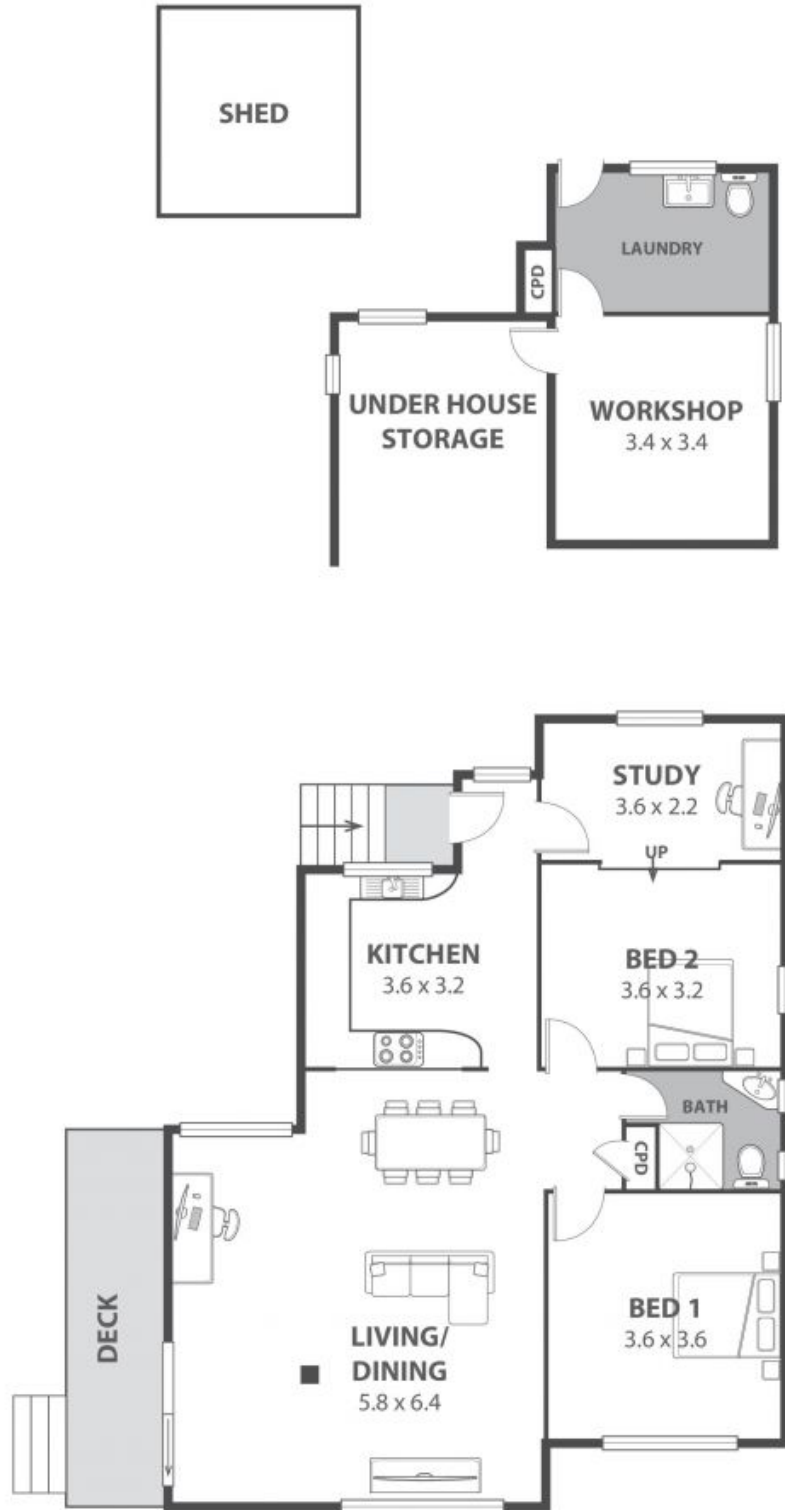 SHED
LAUNDRY
CPD
UNDER HOUSE
STORAGE
WORKSHOP
3.4 x 3.4
STUDY
3.6 x 2.2
UP
KITCHEN
3.6 x 3.2
BED 2
3.6 x 3.2
BATH
CPD
DECK
LIVING/
DINING
5.8 x 6.4
BED 1
3.6 x 3.6